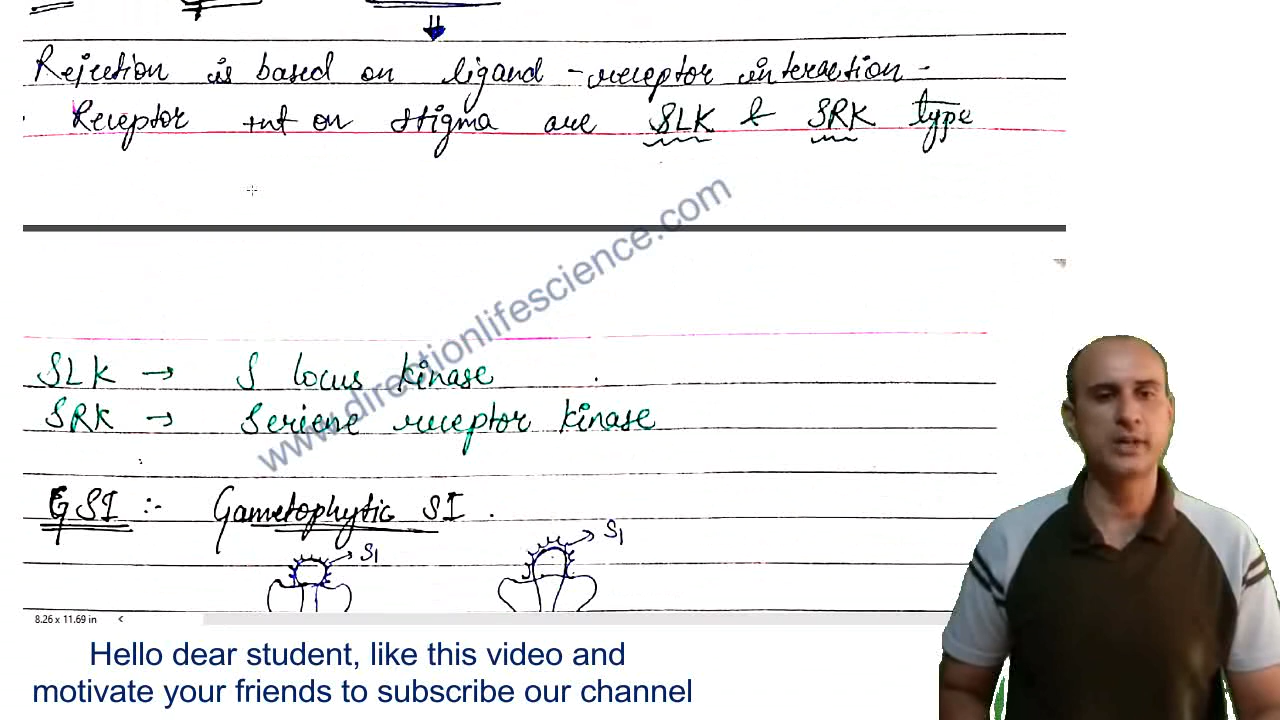 Rejection is based on ligand - receptor interaction -
. Receptor +nt on stigma are SLK & SRK type
www.directionlifescience.com
SLK → S locus kinase
SRK → Seriene receptor kinase
GSI :- Gametophytic SI .
S1 S1
8.26 x 11.69 in <
Hello dear student, like this video and
motivate your friends to subscribe our channel